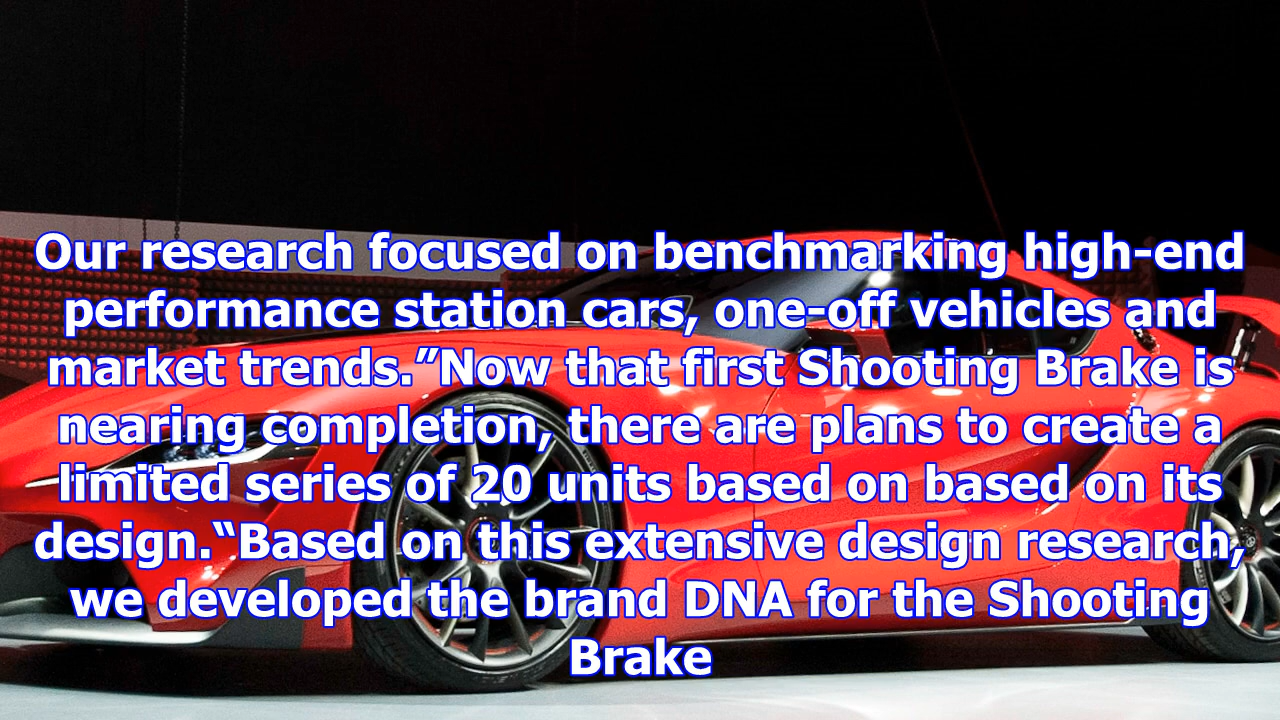 Our research focused on benchmarking high-end
performance station cars, one-off vehicles and
market trends.”Now that first Shooting Brake is
nearing completion, there are plans to create a
limited series of 20 units based on based on its
design.“Based on this extensive design research,
we developed the brand DNA for the Shooting
Brake